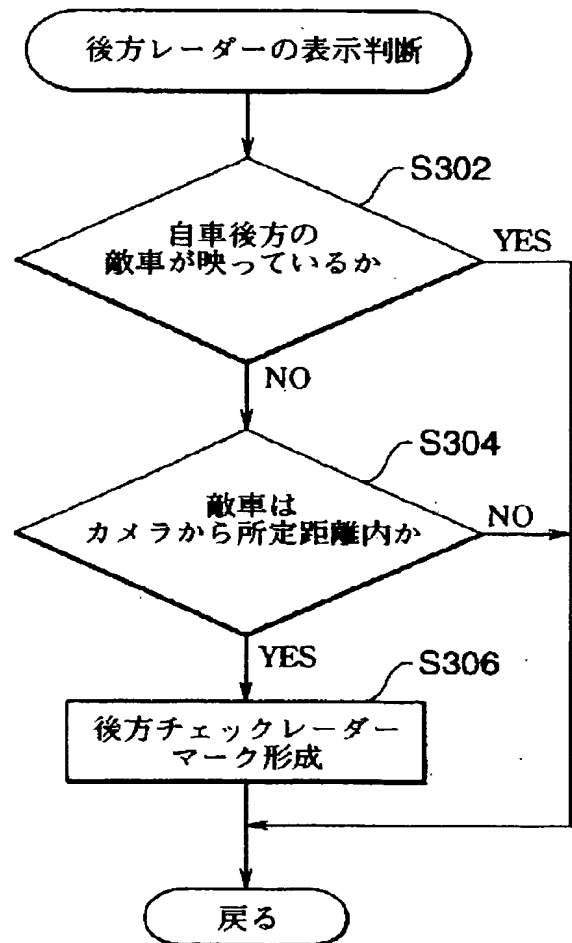 後方レーダーの表示判断
S302
自車後方の
敵車が映っているか
YES
NO
S304
敵車は
カメラから所定距離内か
NO
YES
S306
後方チェックレーダー
マーク形成
戻る